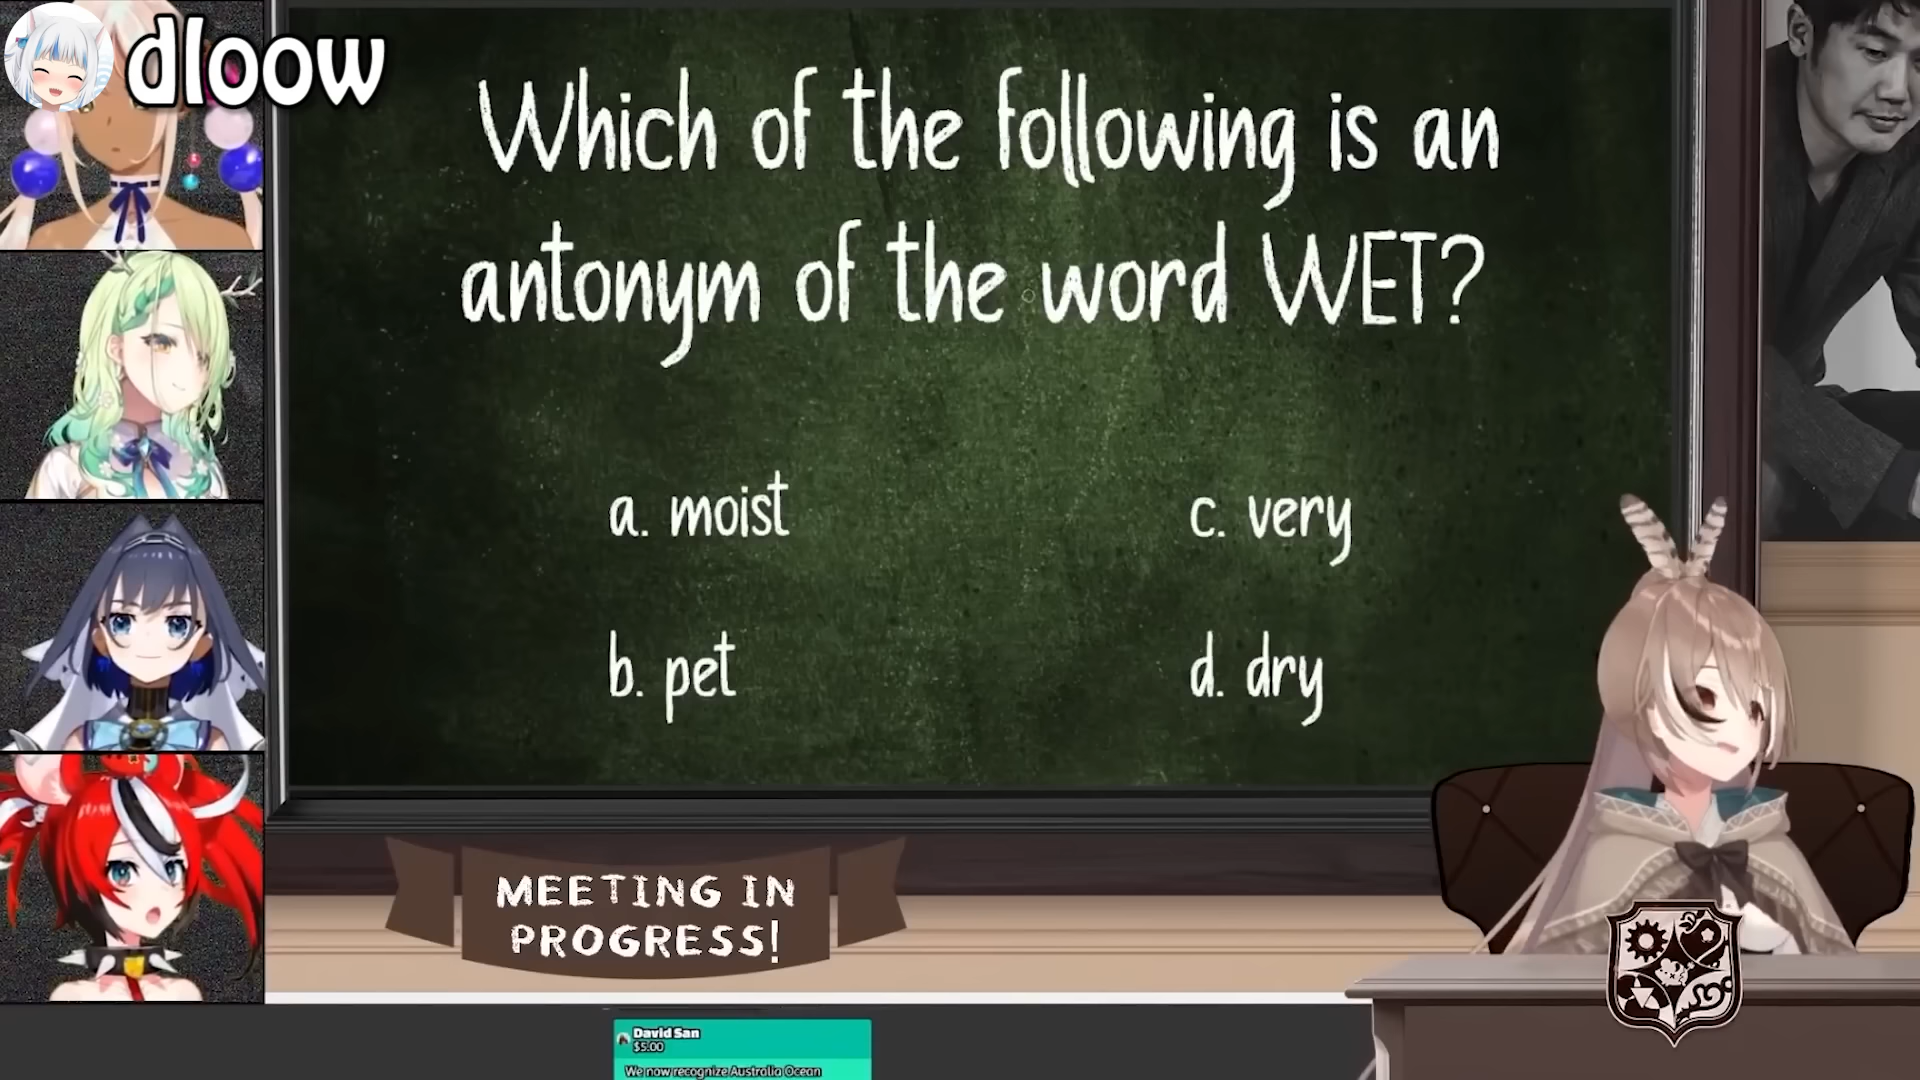 dloow
Which of the following is an
antonym of the word WET?
a. moist
c. very
b. pet
d. dry
MEETING IN
PROGRESS!
David San
$5.00
We now recognize Australia Ocean